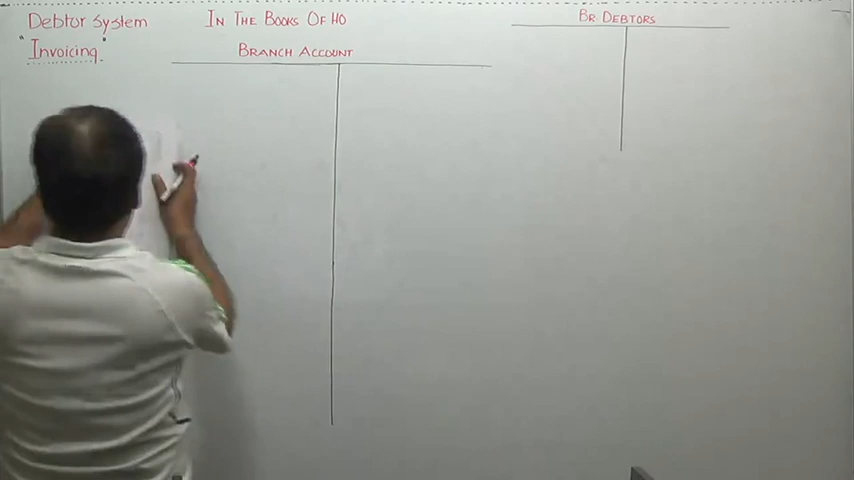 Debtor System
"Invoicing"
In The Books Of HO
Branch Account
Br Debtors